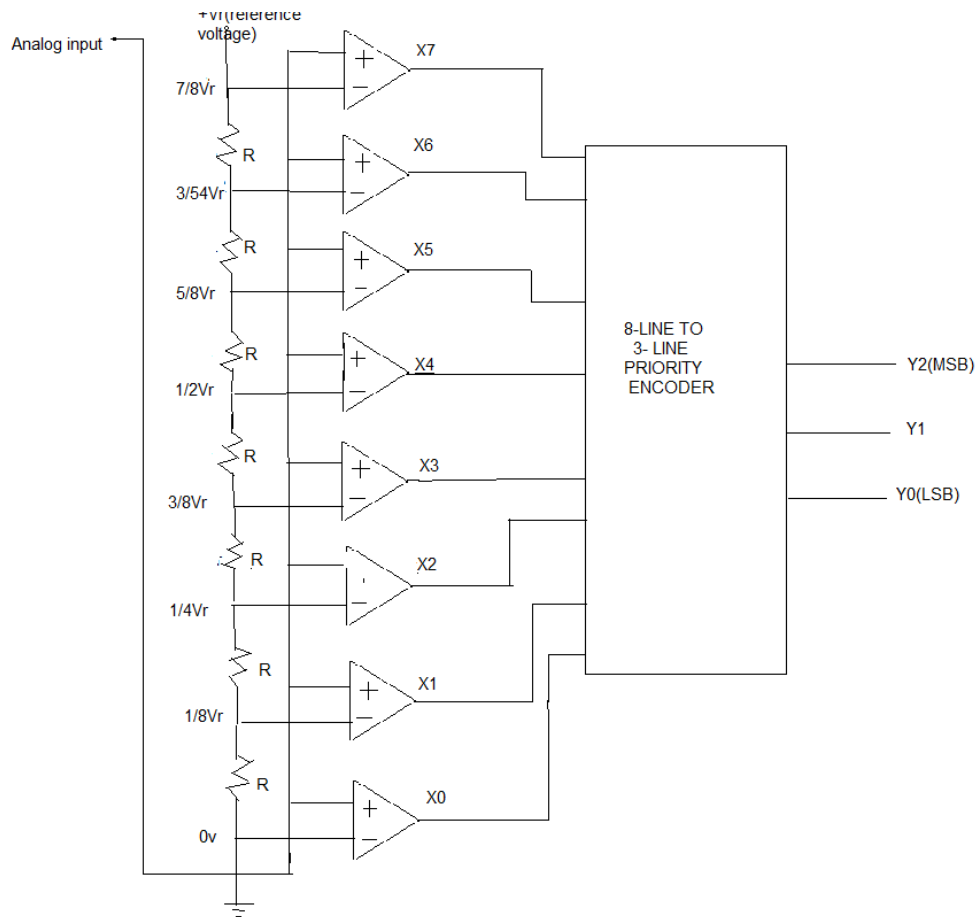 +Vr(reference
voltage)
Analog input
X7
+
−
7/8Vr
R
X6
+
−
3/54Vr
R
X5
+
−
5/8Vr
R
8-LINE TO
3- LINE
PRIORITY
ENCODER
X4
+
−
1/2Vr
Y2(MSB)
R
Y1
X3
+
−
3/8Vr
Y0(LSB)
R
X2
−
1/4Vr
R
X1
+
−
1/8Vr
R
X0
+
−
0v